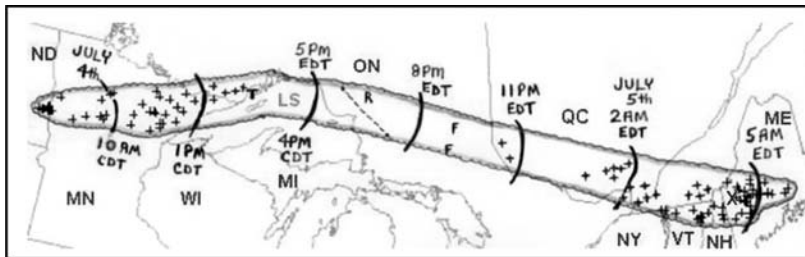 ND
JULY
4th
10 AM
CDT
MN
1 PM
CDT
WI
T
LS
5 PM
EDT
4 PM
CDT
MI
ON
R
8 PM
EDT
F
F
11 PM
EDT
QC
JULY
5th
2 AM
EDT
NY
VT
NH
X
ME
5 AM
EDT